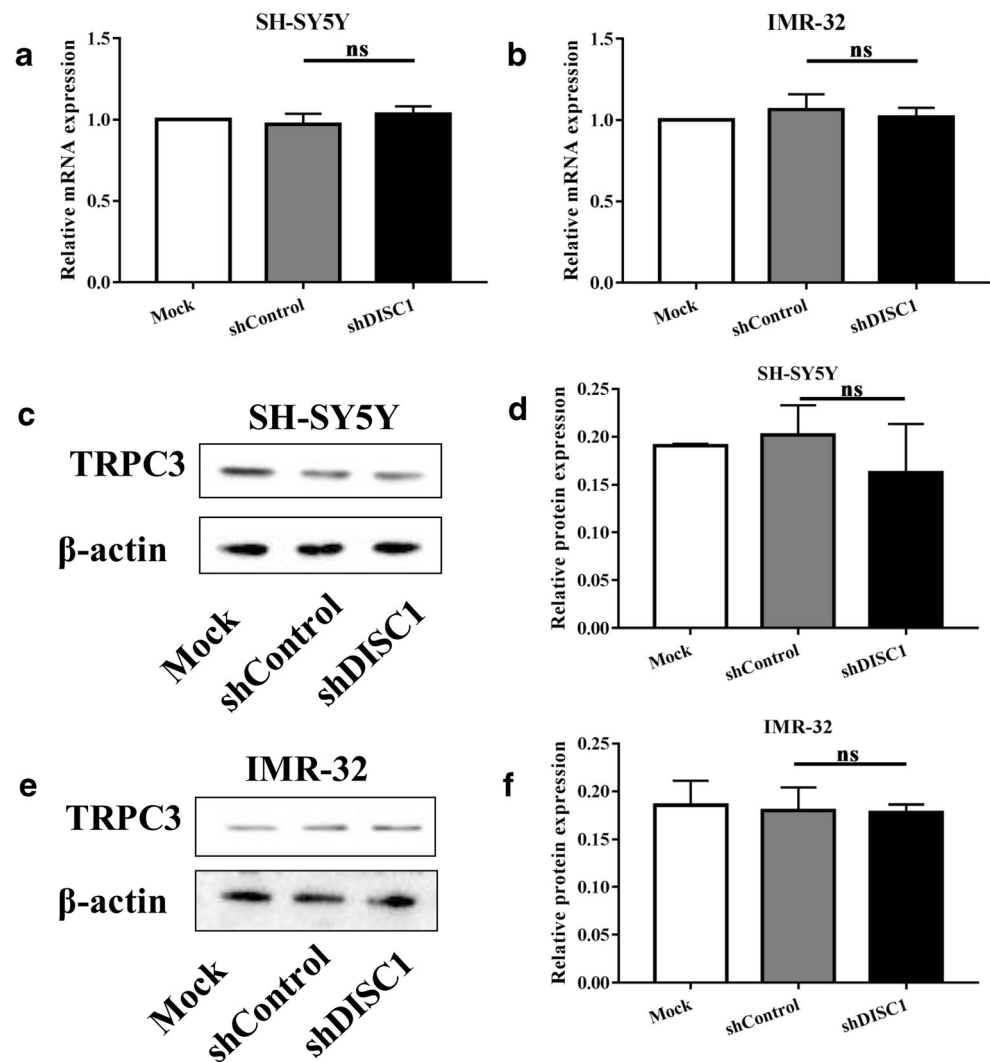 a
SH-SY5Y
ns
Relative mRNA expression
1.5
1.0
0.5
0.0
Mock
shControl
shDISC1
b
IMR-32
ns
Relative mRNA expression
1.5
1.0
0.5
0.0
Mock
shControl
shDISC1
c
SH-SY5Y
TRPC3
β-actin
Mock
shControl
shDISC1
d
SH-SY5Y
ns
Relative protein expression
0.25
0.20
0.15
0.10
0.05
0.00
Mock
shControl
shDISC1
e
IMR-32
TRPC3
β-actin
Mock
shControl
shDISC1
f
IMR-32
ns
Relative protein expression
0.25
0.20
0.15
0.10
0.05
0.00
Mock
shControl
shDISC1